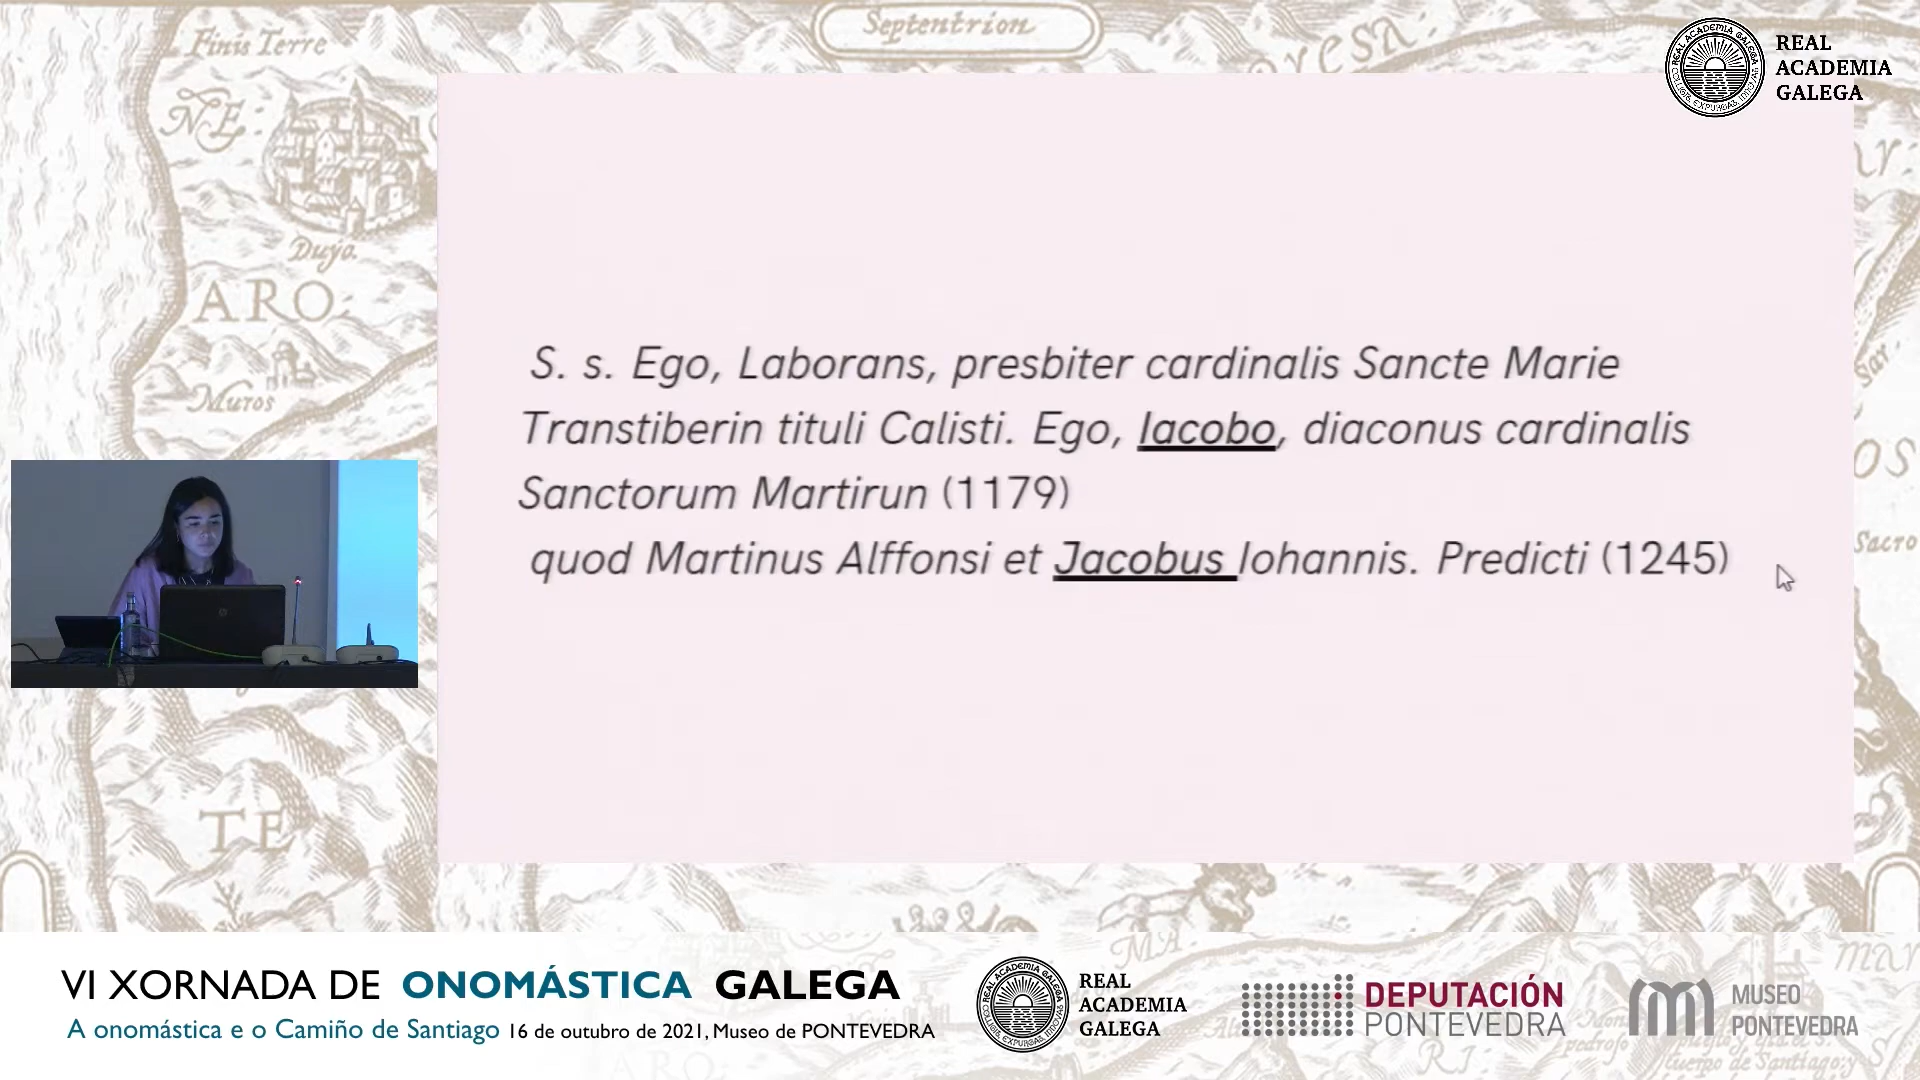 Septentrion
Finis Terre
NE
Duyo.
ARO
Muros
TE
REAL
ACADEMIA
GALEGA
S. s. Ego, Laborans, presbiter cardinalis Sancte Marie
Transtiberin tituli Calisti. Ego, Iacobo, diaconus cardinalis
Sanctorum Martirun (1179)
quod Martinus Alffonsi et Jacobus Iohannis. Predicti (1245)
Sacro
VI XORNADA DE ONOMÁSTICA GALEGA
A onomástica e o Camiño de Santiago 16 de outubro de 2021, Museo de PONTEVEDRA
REAL
ACADEMIA
GALEGA
DEPUTACIÓN
PONTEVEDRA
MUSEO
PONTEVEDRA